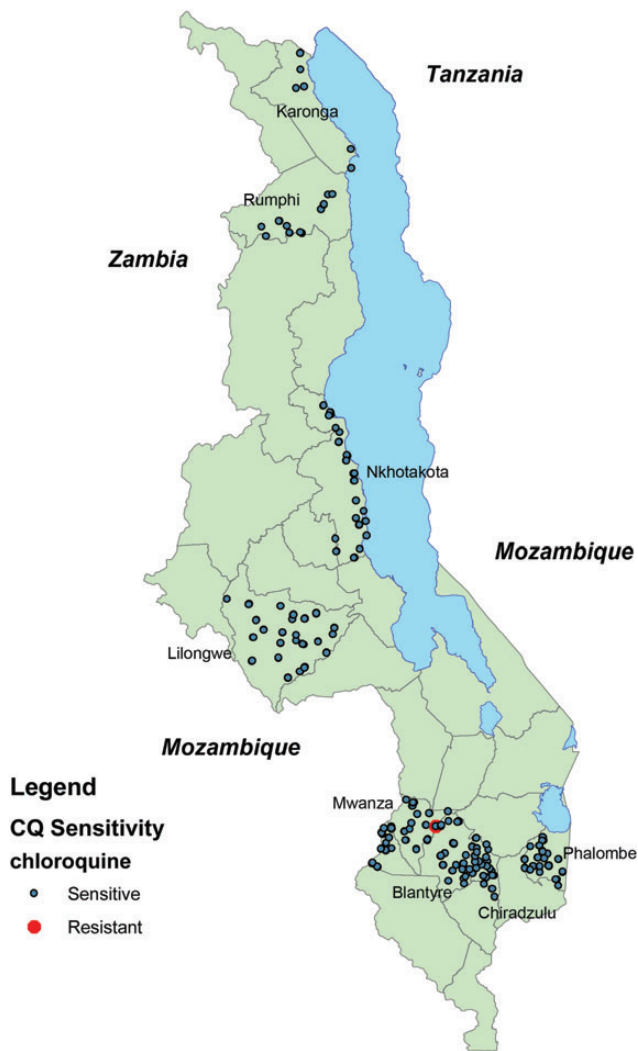 Tanzania
Karonga
Rumphi
Zambia
Nkhotakota
Mozambique
Lilongwe
Mozambique
Legend
Mwanza
CQ Sensitivity
chloroquine
Phalombe
Sensitive
Blantyre
Chiradzulu
Resistant